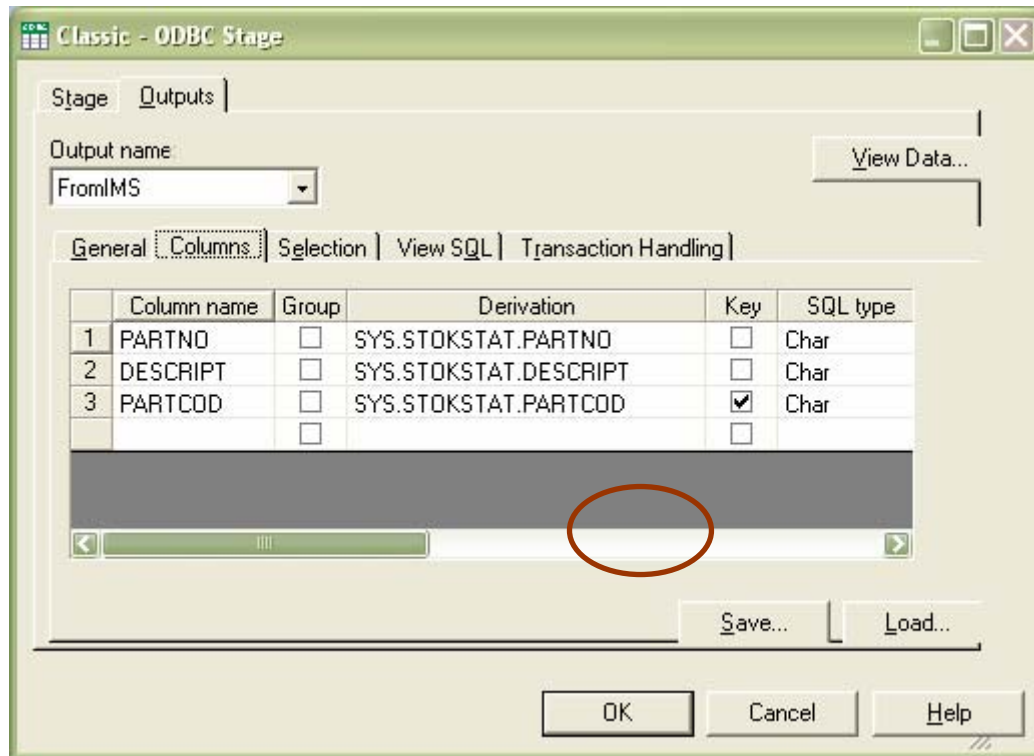 Classic - ODBC Stage
Stage Outputs
Output name
View Data...
FromIMS
General Columns Selection View SQL Transaction Handling
Column name Group Derivation Key SQL type
1 PARTNO SYS.STOKSTAT.PARTNO Char
2 DESCRIPT SYS.STOKSTAT.DESCRIPT Char
3 PARTCOD SYS.STOKSTAT.PARTCOD Char
Save... Load...
OK Cancel Help